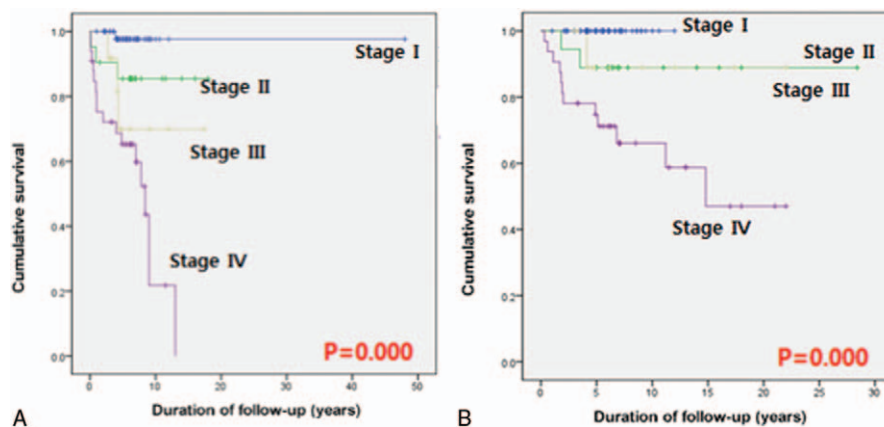 1.0
0.8
0.6
0.4
0.2
0.0
Cumulative survival
Stage Ⅰ
Stage Ⅱ
Stage Ⅲ
Stage Ⅳ
P=0.000
0 10 20 30 40 50
Duration of follow-up (years)
A
1.0
0.8
0.6
0.4
0.2
0.0
Cumulative survival
Stage Ⅰ
Stage Ⅱ
Stage Ⅲ
Stage Ⅳ
P=0.000
0 5 10 15 20 25 30
Duration of follow-up (years)
B